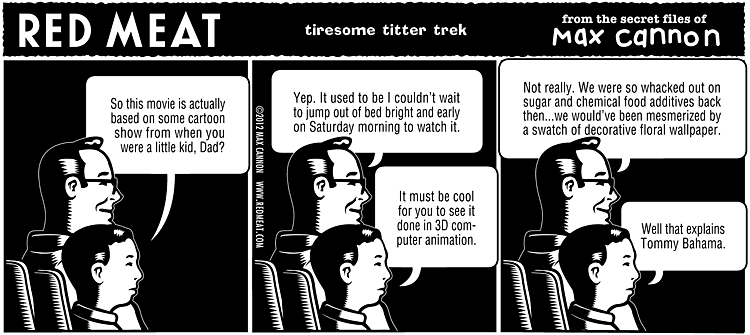 RED MEAT
tiresome titter trek
from the secret files of
Max cannon
So this movie is actually
based on some cartoon
show from when you
were a little kid, Dad?
©2012 MAX CANNON WWW.REDMEAT.COM
Yep. It used to be I couldn't wait
to jump out of bed bright and early
on Saturday morning to watch it.
It must be cool
for you to see it
done in 3D com-
puter animation.
Not really. We were so whacked out on
sugar and chemical food additives back
then...we would've been mesmerized by
a swatch of decorative floral wallpaper.
Well that explains
Tommy Bahama.